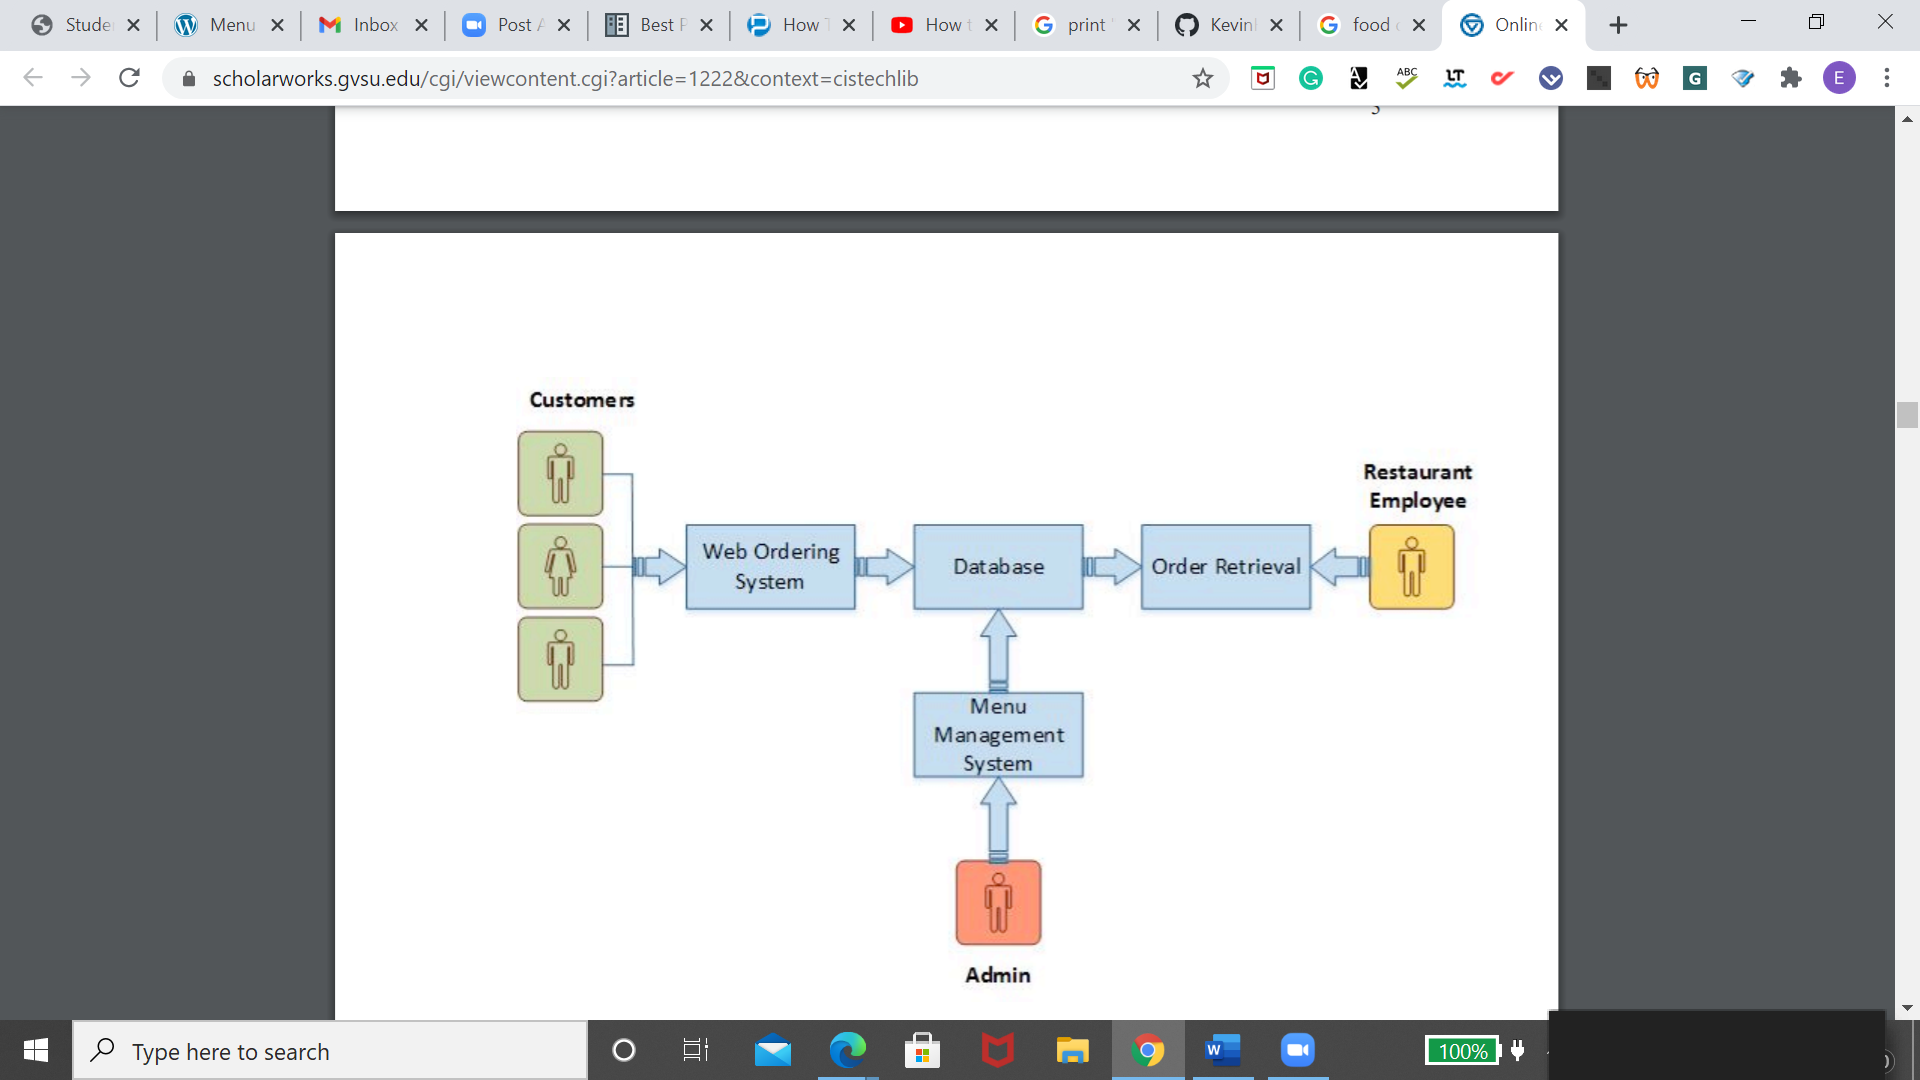 Stude
Menu
Inbox
Post A
Best P
How T
How t
print "
Kevin
food
Onlin
scholarworks.gvsu.edu/cgi/viewcontent.cgi?article=1222&context=cistechlib
ABC
LT
G
E
Customers
Restaurant
Employee
Web Ordering
System
Database
Order Retrieval
Menu
Management
System
Admin
Type here to search
W
100%